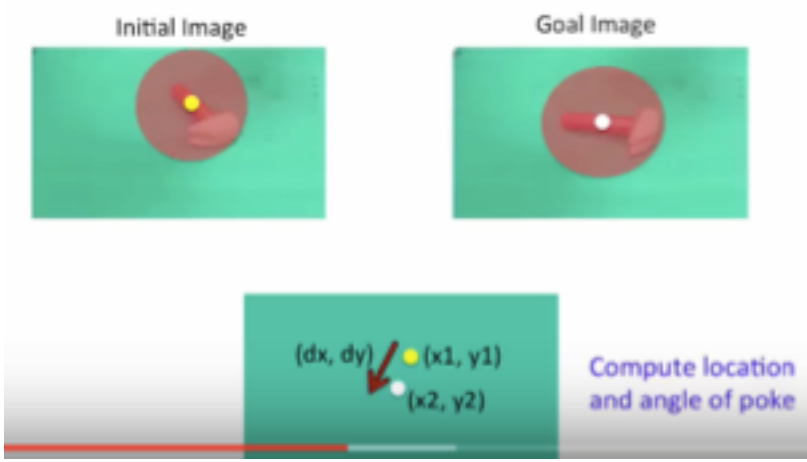 Initial Image
Goal Image
(dx, dy)
(x1, y1)
(x2, y2)
Compute location
and angle of poke